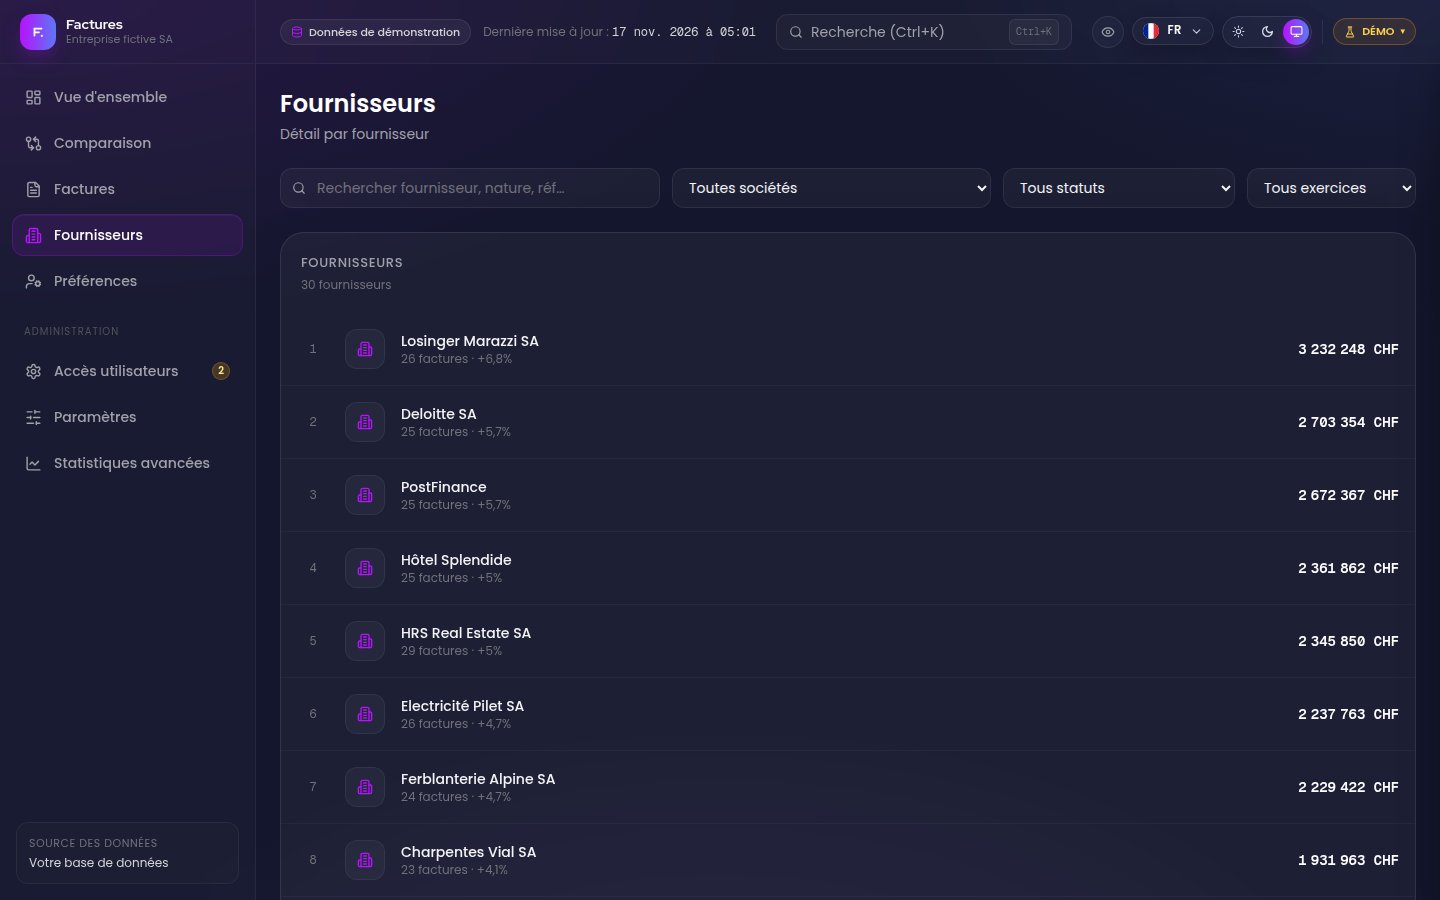 F.
Factures
Entreprise fictive SA
Données de démonstration
Dernière mise à jour : 17 nov. 2026 à 05:01
Recherche (Ctrl+K)
Ctrl+K
FR
DÉMO
Vue d'ensemble
Comparaison
Factures
Fournisseurs
Préférences
ADMINISTRATION
Accès utilisateurs
2
Paramètres
Statistiques avancées
SOURCE DES DONNÉES
Votre base de données
Fournisseurs
Détail par fournisseur
Rechercher fournisseur, nature, réf...
Toutes sociétés
Tous statuts
Tous exercices
FOURNISSEURS
30 fournisseurs
1
Losinger Marazzi SA
26 factures · +6,8%
3 232 248 CHF
2
Deloitte SA
25 factures · +5,7%
2 703 354 CHF
3
PostFinance
25 factures · +5,7%
2 672 367 CHF
4
Hôtel Splendide
25 factures · +5%
2 361 862 CHF
5
HRS Real Estate SA
29 factures · +5%
2 345 850 CHF
6
Electricité Pilet SA
26 factures · +4,7%
2 237 763 CHF
7
Ferblanterie Alpine SA
24 factures · +4,7%
2 229 422 CHF
8
Charpentes Vial SA
23 factures · +4,1%
1 931 963 CHF